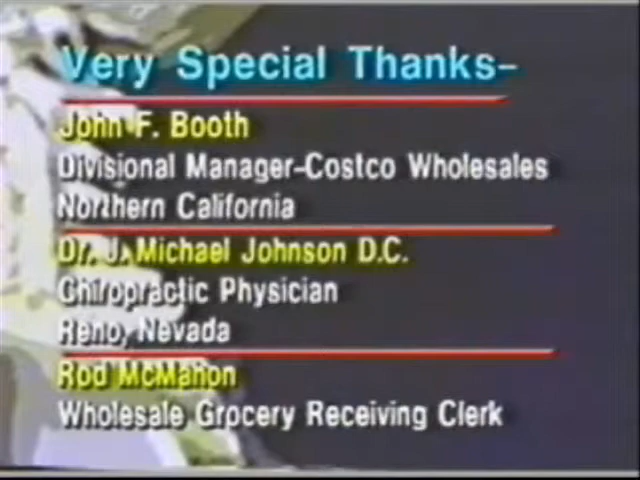 Very Special Thanks–
John F. Booth
Divisional Manager-Costco Wholesales
Northern California
Dr. J. Michael Johnson D.C.
Chiropractic Physician
Reno, Nevada
Rod McMahon
Wholesale Grocery Receiving Clerk